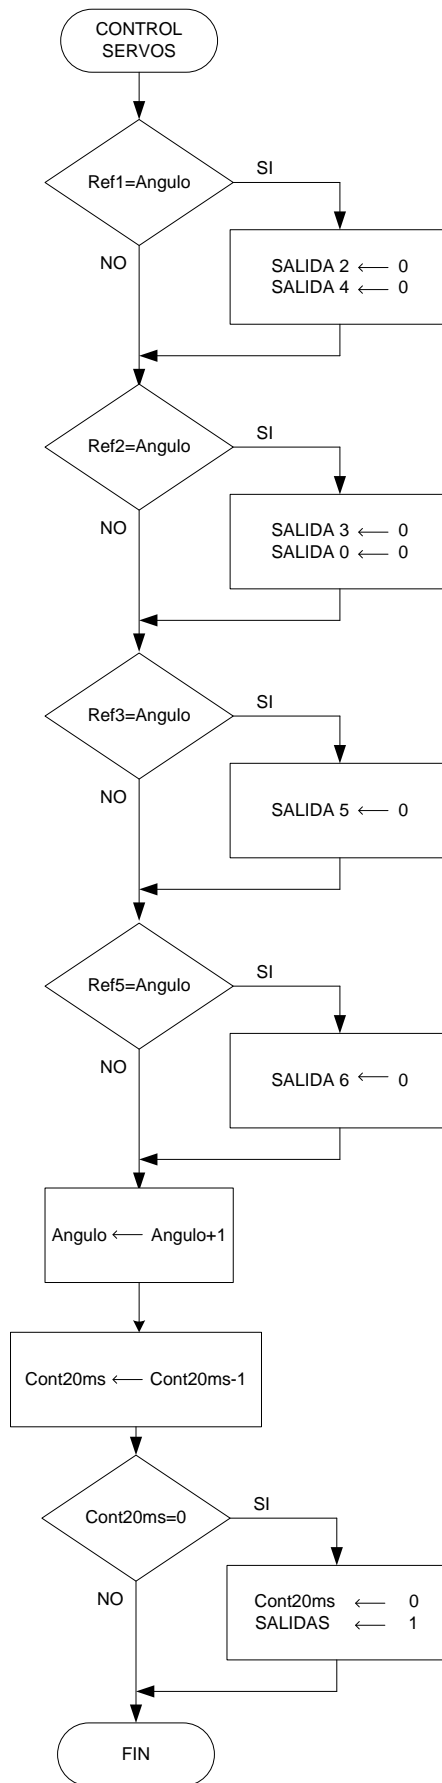 CONTROL
SERVOS
Ref1=Angulo
SI
NO
SALIDA 2 ← 0
SALIDA 4 ← 0
Ref2=Angulo
SI
NO
SALIDA 3 ← 0
SALIDA 0 ← 0
Ref3=Angulo
SI
NO
SALIDA 5 ← 0
Ref5=Angulo
SI
NO
SALIDA 6 ← 0
Angulo ← Angulo+1
Cont20ms ← Cont20ms-1
Cont20ms=0
SI
NO
Cont20ms ← 0
SALIDAS ← 1
FIN